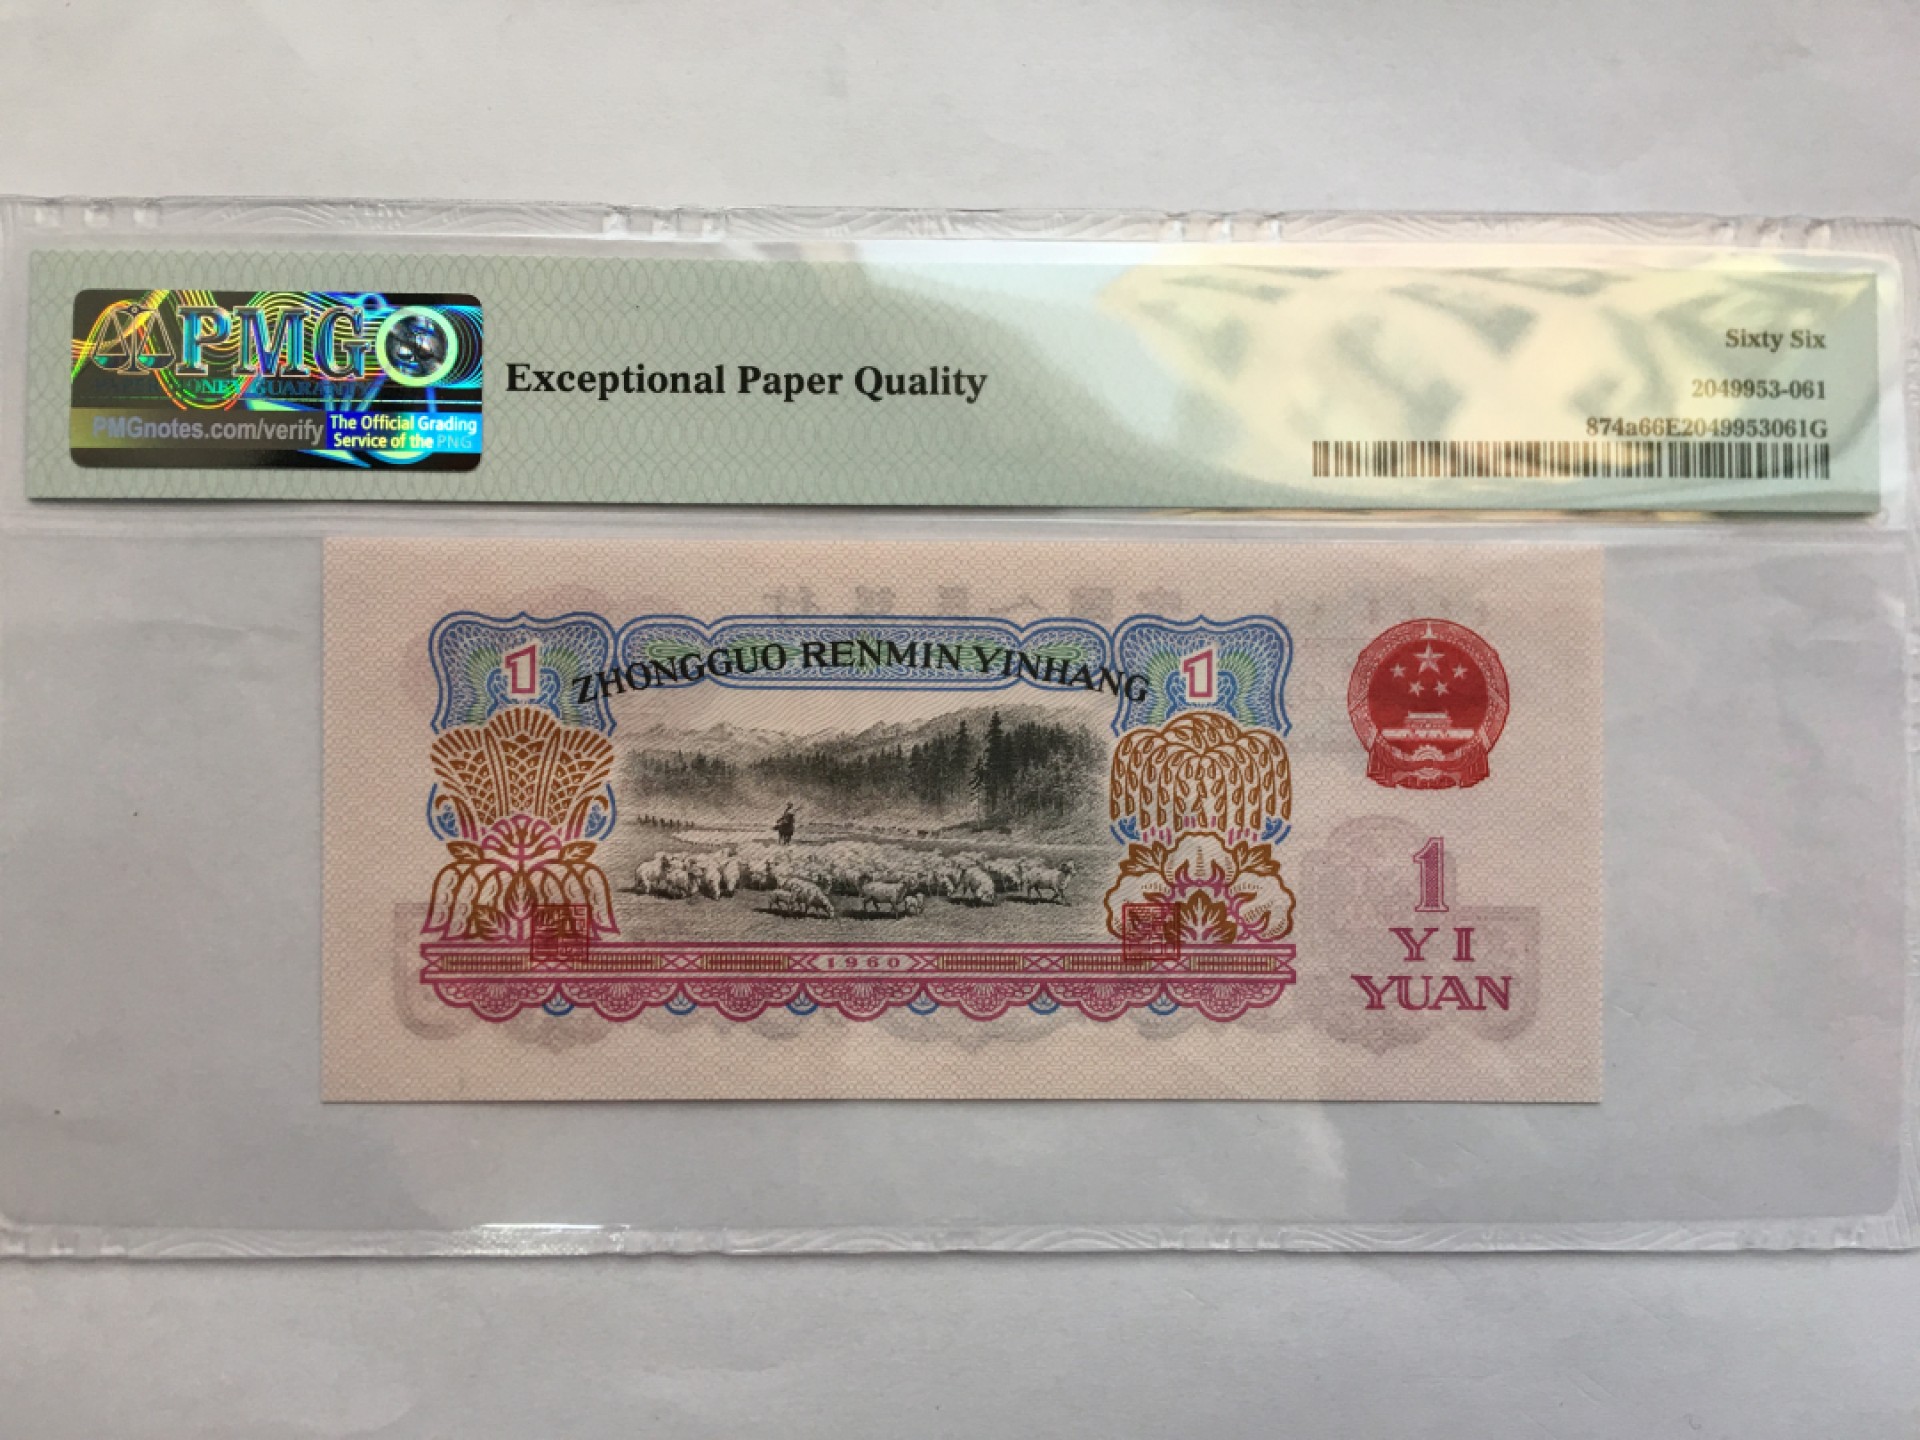 PMG
PMGnotes.com/verify
The Official Grading
Service of the PNG
Exceptional Paper Quality
Sixty Six
2049953-061
874a66E2049953061G
1 ZHONGGUO RENMIN YINHANG 1
1960
1
YI
YUAN